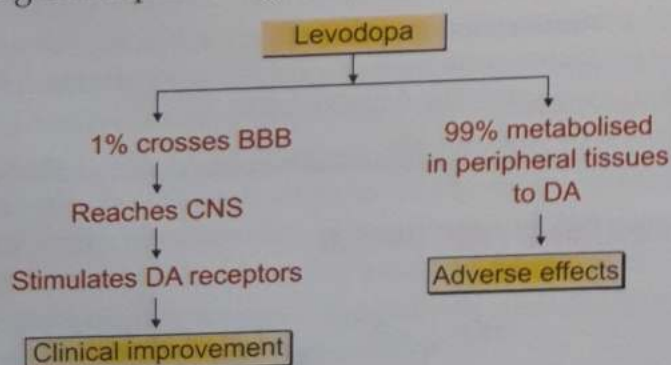 Levodopa
1% crosses BBB
Reaches CNS
Stimulates DA receptors
Clinical improvement
99% metabolised
in peripheral tissues
to DA
Adverse effects